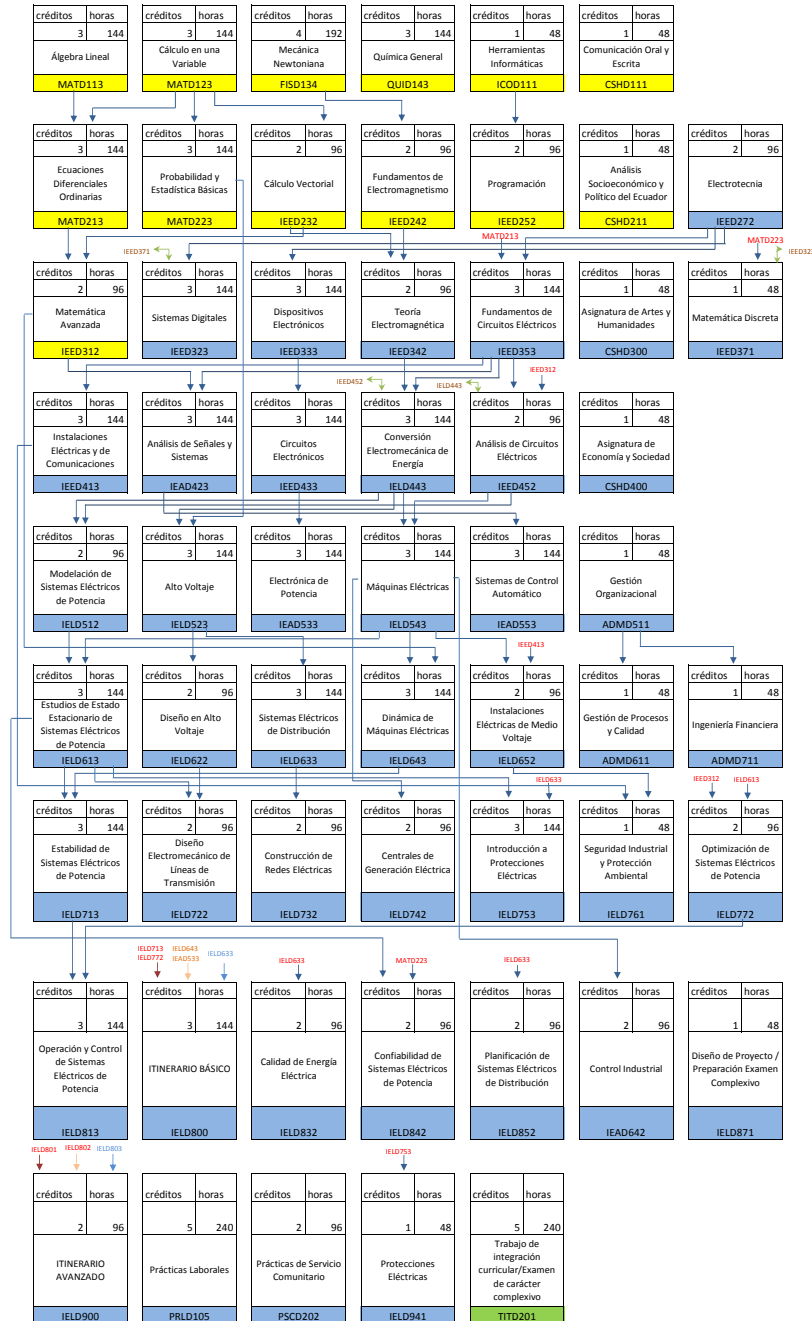 créditos horas créditos horas créditos horas créditos horas créditos horas créditos horas
3 144 3 144 4 192 3 144 1 48 1 48
Álgebra Lineal
Cálculo en una
Variable
Mecánica
Newtoniana
Química General
Herramientas
Informáticas
Comunicación Oral y
Escrita
MATD113 MATD123 FISD134 QUID143 ICOD111 CSHD111
créditos horas créditos horas créditos horas créditos horas créditos horas créditos horas créditos horas
3 144 3 144 2 96 2 96 2 96 1 48 2 96
Ecuaciones
Diferenciales
Ordinarias
Probabilidad y
Estadística Básicas
Cálculo Vectorial
Fundamentos de
Electromagnetismo
Programación
Análisis
Socioeconómico y
Político del Ecuador
Electrotecnia
MATD213 MATD223 IEED232 IEED242 IEED252 CSHD211 IEED272
IEED371 MATD213 MATD223 IEED323
créditos horas créditos horas créditos horas créditos horas créditos horas créditos horas créditos horas
2 96 3 144 3 144 2 96 3 144 1 48 1 48
Matemática
Avanzada
Sistemas Digitales
Dispositivos
Electrónicos
Teoría
Electromagnética
Fundamentos de
Circuitos Eléctricos
Asignatura de Artes y
Humanidades
Matemática Discreta
IEED312 IEED323 IEED333 IEED342 IEED353 CSHD300 IEED371
IEED452 IELD443 IEED312
créditos horas créditos horas créditos horas créditos horas créditos horas créditos horas
3 144 3 144 3 144 3 144 2 96 1 48
Instalaciones
Eléctricas y de
Comunicaciones
Análisis de Señales y
Sistemas
Circuitos
Electrónicos
Conversión
Electromecánica de
Energía
Análisis de Circuitos
Eléctricos
Asignatura de
Economía y Sociedad
IEED413 IEAD423 IEED433 IELD443 IEED452 CSHD400
créditos horas créditos horas créditos horas créditos horas créditos horas créditos horas
2 96 3 144 3 144 3 144 3 144 1 48
Modelación de
Sistemas Eléctricos
de Potencia
Alto Voltaje
Electrónica de
Potencia
Máquinas Eléctricas
Sistemas de Control
Automático
Gestión
Organizacional
IELD512 IELD523 IEAD533 IELD543 IEAD553 ADMD511
IEED413
créditos horas créditos horas créditos horas créditos horas créditos horas créditos horas créditos horas
3 144 2 96 3 144 3 144 2 96 1 48 1 48
Estudios de Estado
Estacionario de
Sistemas Eléctricos
de Potencia
Diseño en Alto
Voltaje
Sistemas Eléctricos
de Distribución
Dinámica de
Máquinas Eléctricas
Instalaciones
Eléctricas de Medio
Voltaje
Gestión de Procesos
y Calidad
Ingeniería Financiera
IELD613 IELD622 IELD633 IELD643 IELD652 ADMD611 ADMD711
IELD633 IEED312 IELD613
créditos horas créditos horas créditos horas créditos horas créditos horas créditos horas créditos horas
3 144 2 96 2 96 2 96 3 144 1 48 2 96
Estabilidad de
Sistemas Eléctricos
de Potencia
Diseño
Electromecánico de
Líneas de
Transmisión
Construcción de
Redes Eléctricas
Centrales de
Generación Eléctrica
Introducción a
Protecciones
Eléctricas
Seguridad Industrial
y Protección
Ambiental
Optimización de
Sistemas Eléctricos
de Potencia
IELD713 IELD722 IELD732 IELD742 IELD753 IELD761 IELD772
IELD713 IELD643 IELD633 IELD633 MATD223 IELD633
IELD772 IEAD533
créditos horas créditos horas créditos horas créditos horas créditos horas créditos horas créditos horas
3 144 3 144 2 96 2 96 2 96 2 96 1 48
Operación y Control
de Sistemas
Eléctricos de
Potencia
ITINERARIO BÁSICO
Calidad de Energía
Eléctrica
Confiabilidad de
Sistemas Eléctricos
de Potencia
Planificación de
Sistemas Eléctricos
de Distribución
Control Industrial
Diseño de Proyecto /
Preparación Examen
Complexivo
IELD813 IELD800 IELD832 IELD842 IELD852 IEAD642 IELD871
IELD801 IELD802 IELD803 IELD753
créditos horas créditos horas créditos horas créditos horas créditos horas
2 96 5 240 2 96 1 48 5 240
ITINERARIO
AVANZADO
Prácticas Laborales
Prácticas de Servicio
Comunitario
Protecciones
Eléctricas
Trabajo de
integración
curricular/Examen
de carácter
complexivo
IELD900 PRLD105 PSCD202 IELD941 TITD201